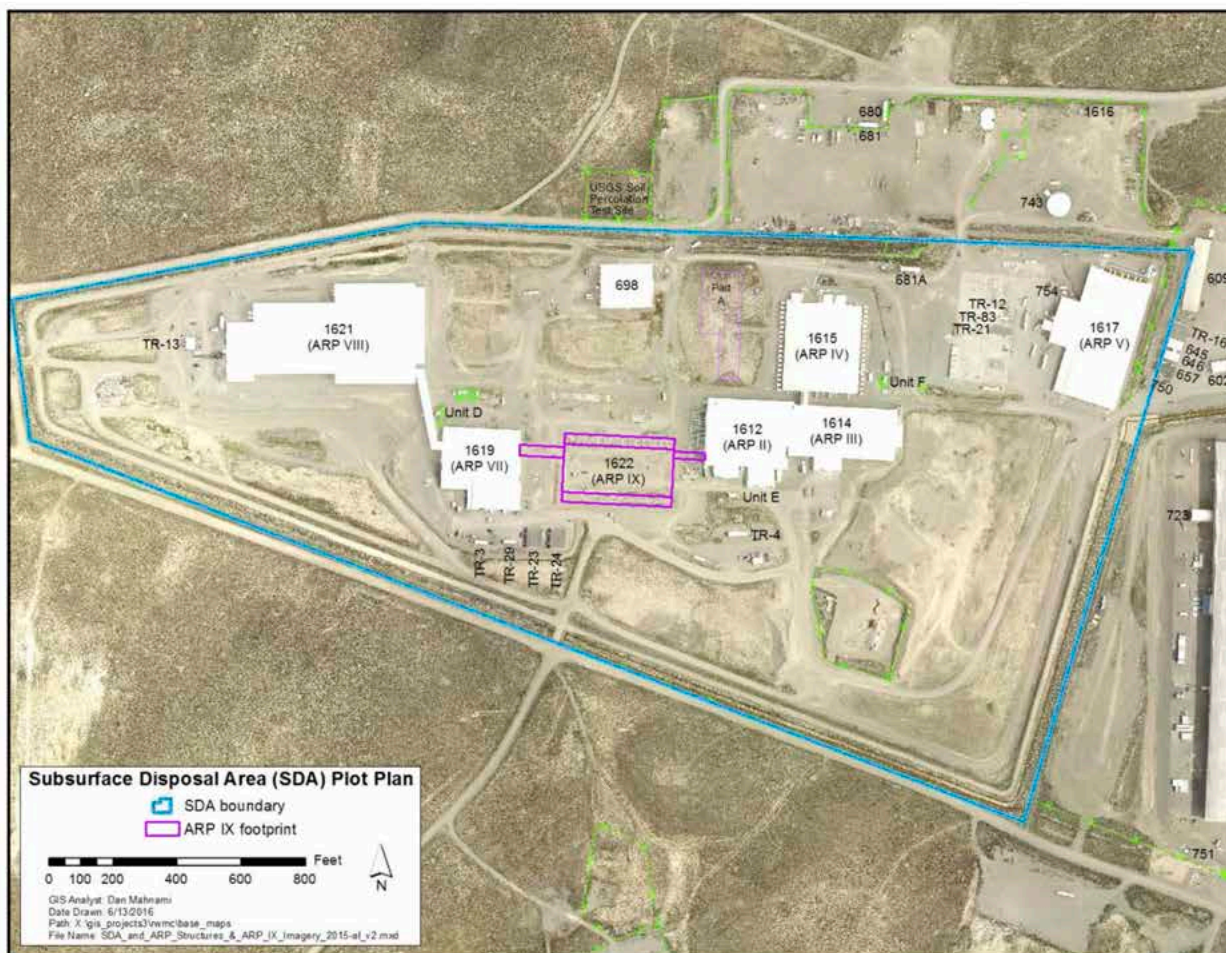 680
681
1616
USGS Soil
Percolation
Test Site
743
609
681A
698
Pad
A
754
TR-12
TR-83
TR-21
1617
(ARP V)
1621
(ARP VIII)
TR-13
1615
(ARP IV)
TR-16
645
646
657
602
750
Unit F
Unit D
1612
(ARP II)
1614
(ARP III)
1619
(ARP VII)
1622
(ARP IX)
Unit E
723
TR-4
TR-3
TR-29
TR-23
TR-24
751
Subsurface Disposal Area (SDA) Plot Plan
SDA boundary
ARP IX footprint
Feet
0 100 200 400 600 800
N
GIS Analyst: Dan Mahnami
Date Drawn: 6/13/2016
Path: X:\gis_projects3\rwmc\base_maps
File Name: SDA_and_ARP_Structures_&_ARP_IX_Imagery_2015-al_v2.mxd